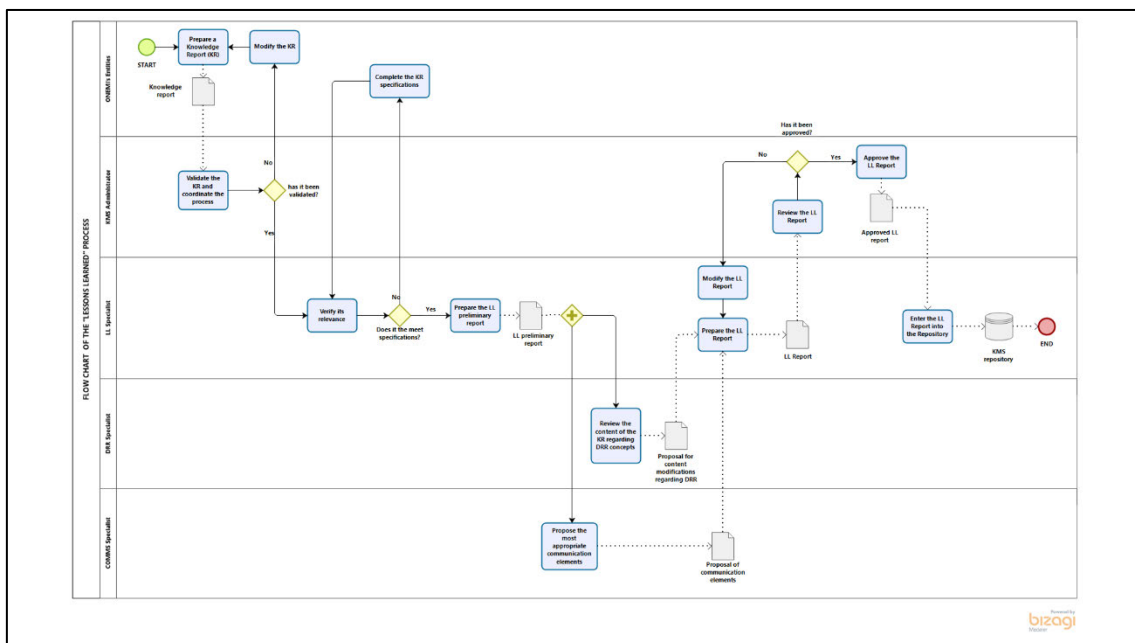 FLOW CHART OF THE "LESSONS LEARNED" PROCESS
ONEMI's Entities
START
Prepare a
Knowledge
Report (KR)
Modify the KR
Knowledge
report
Complete the KR
specifications
KMS Administrator
Validate the
KR and
coordinate the
process
No
has it been
validated?
Yes
Has it been
approved?
No
Yes
Approve the
LL Report
Review the LL
Report
Approved LL
report
LL Specialist
Verify its
relevance
No
Does it the meet
specifications?
Yes
Prepare the LL
preliminary
report
LL preliminary
report
Modify the LL
Report
Prepare the LL
Report
LL Report
Enter the LL
Report into
the Repository
KMS
repository
END
DRR Specialist
Review the
content of the
KR regarding
DRR concepts
Proposal for
content
modifications
regarding DRR
COMMS Specialist
Propose the
most
appropriate
communication
elements
Proposal of
communication
elements
Powered by
bizagi
Modeler